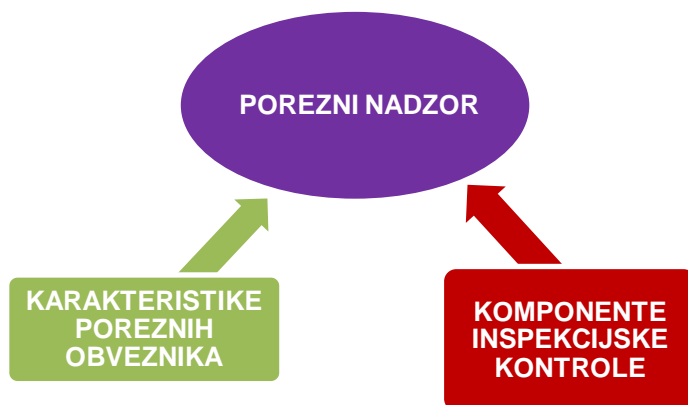 POREZNI NADZOR
KARAKTERISTIKE
POREZNIH
OBVEZNIKA
KOMPONENTE
INSPEKCIJSKE
KONTROLE